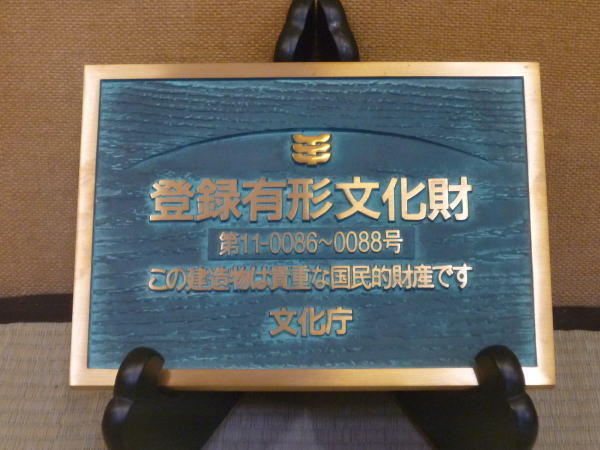 登録有形文化財
第11-0086~0088号
この建造物は貴重な国民的財産です
文化庁